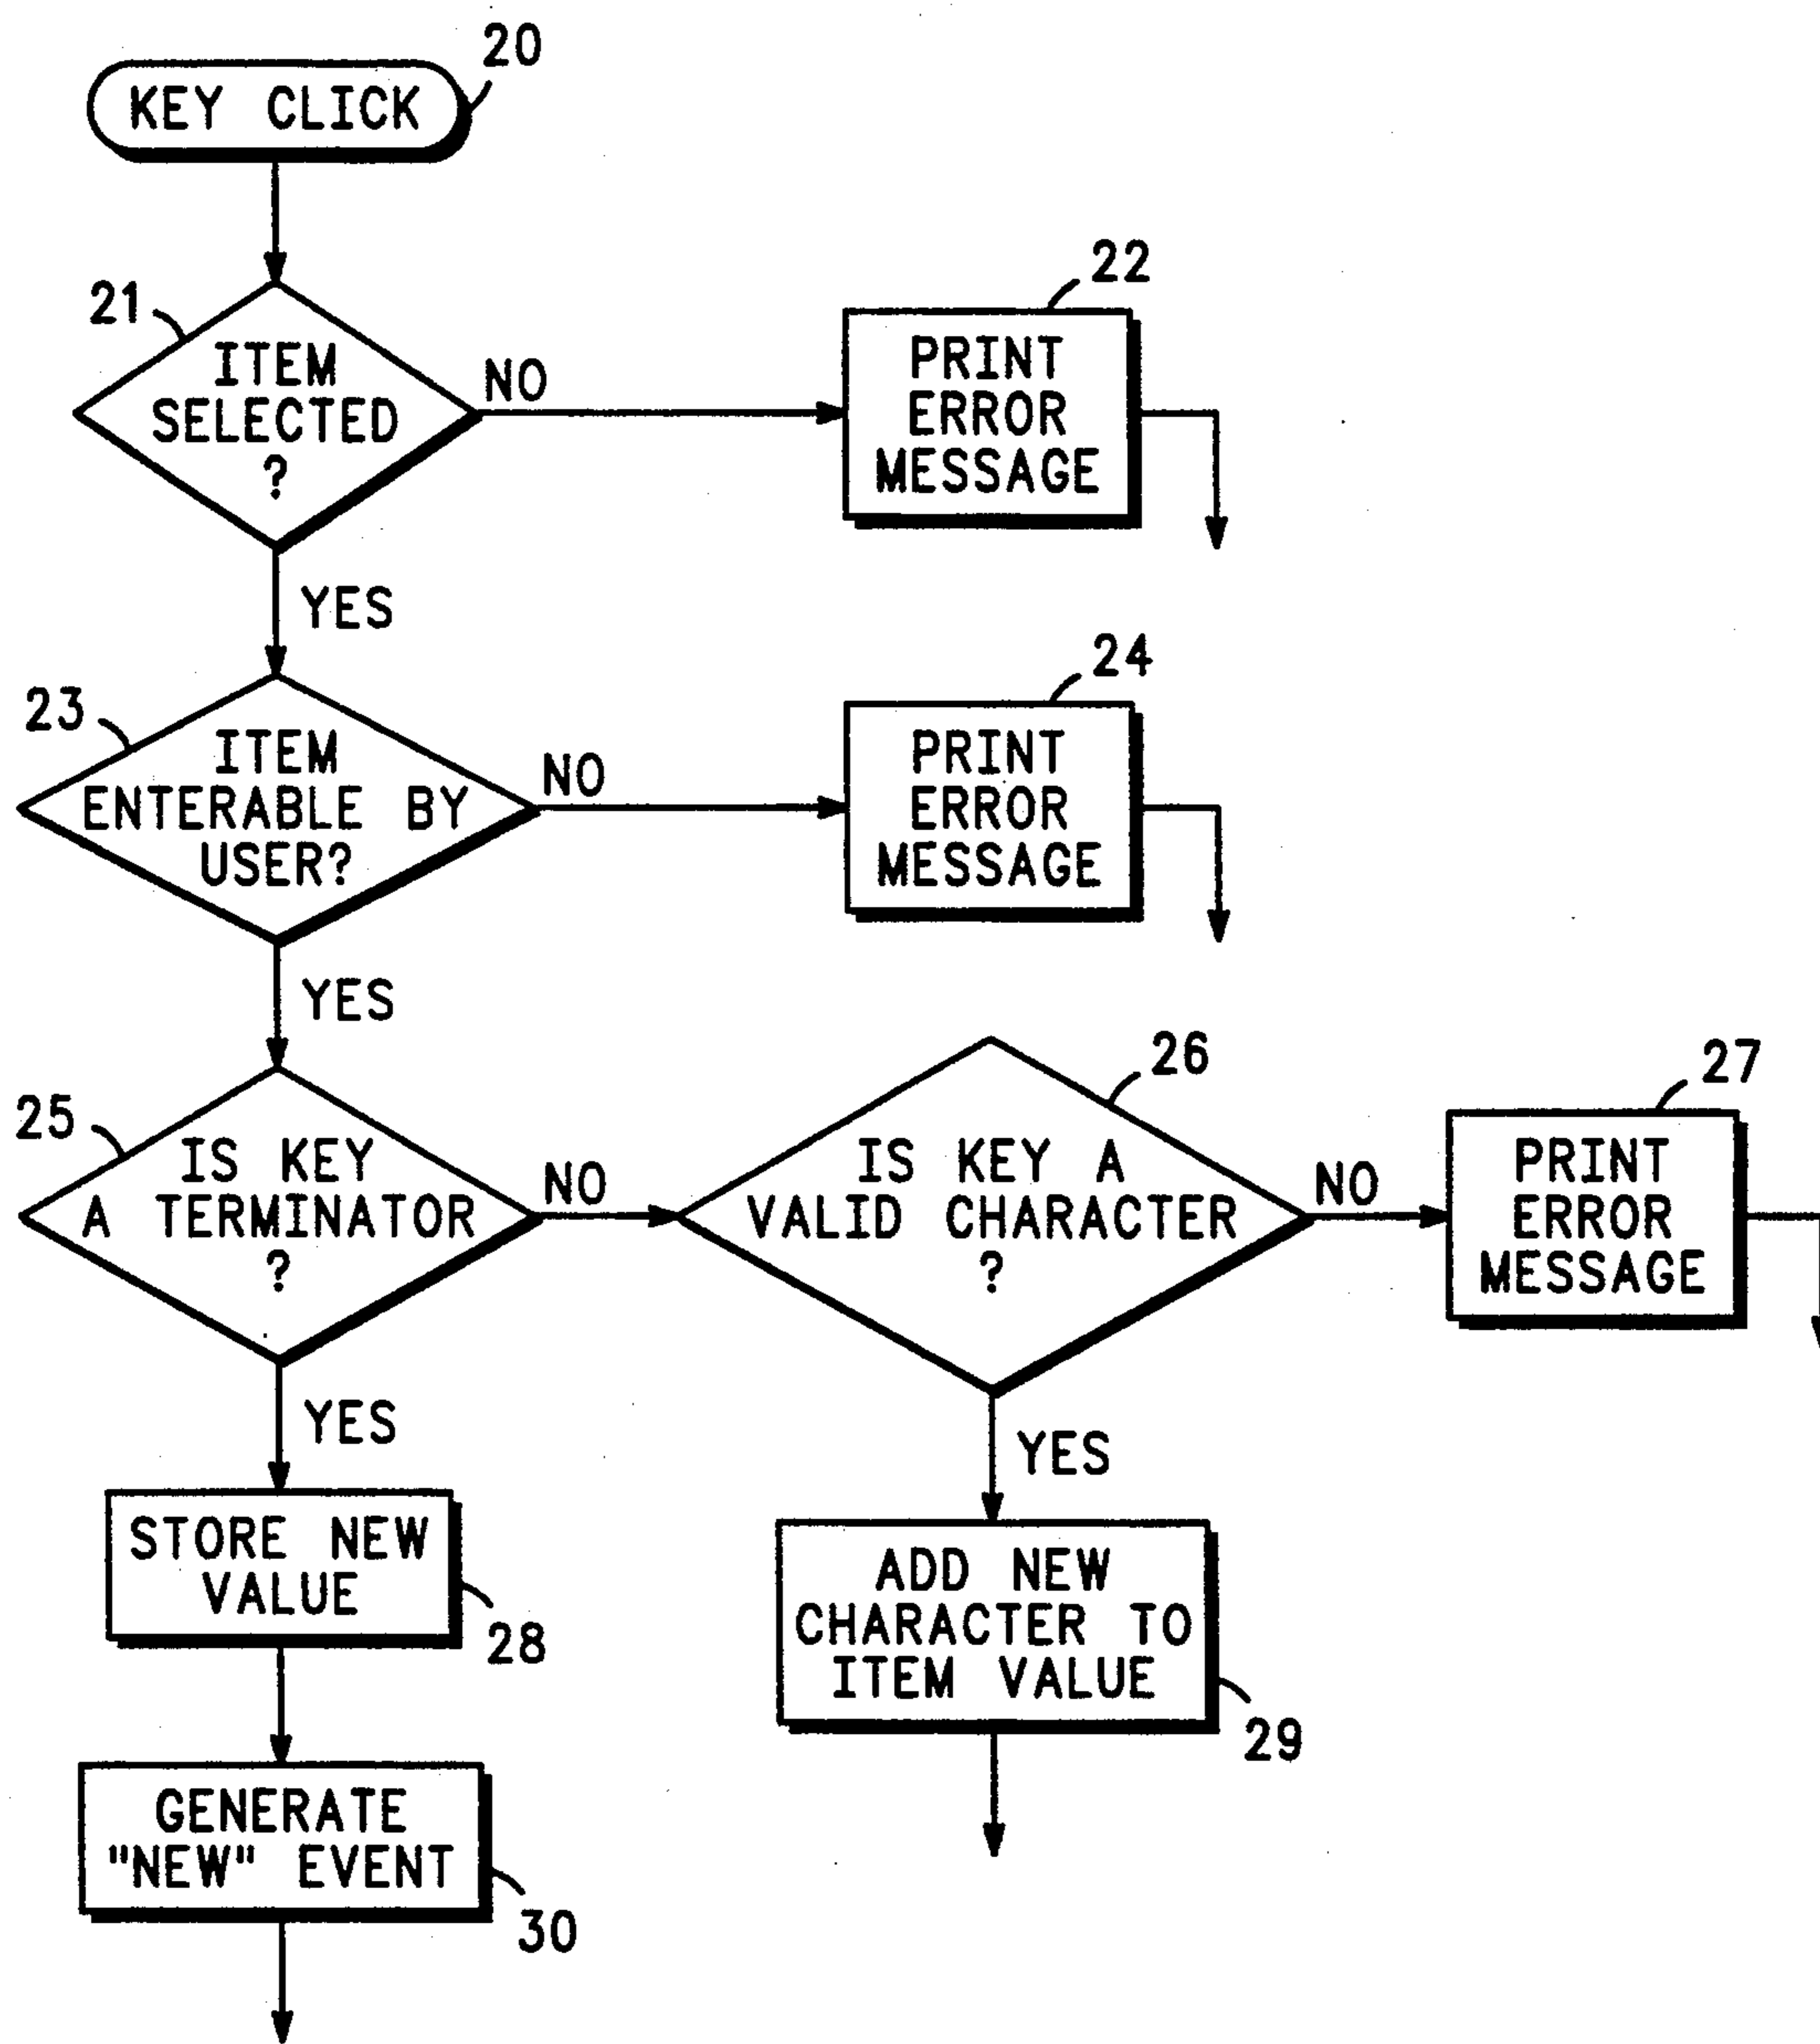 20
KEY CLICK
21
ITEM
SELECTED
?
NO
22
PRINT
ERROR
MESSAGE
YES
23
ITEM
ENTERABLE BY
USER?
NO
24
PRINT
ERROR
MESSAGE
YES
25
IS KEY
A TERMINATOR
?
NO
26
IS KEY A
VALID CHARACTER
?
NO
27
PRINT
ERROR
MESSAGE
YES
STORE NEW
VALUE
28
YES
ADD NEW
CHARACTER TO
ITEM VALUE
29
GENERATE
"NEW" EVENT
30